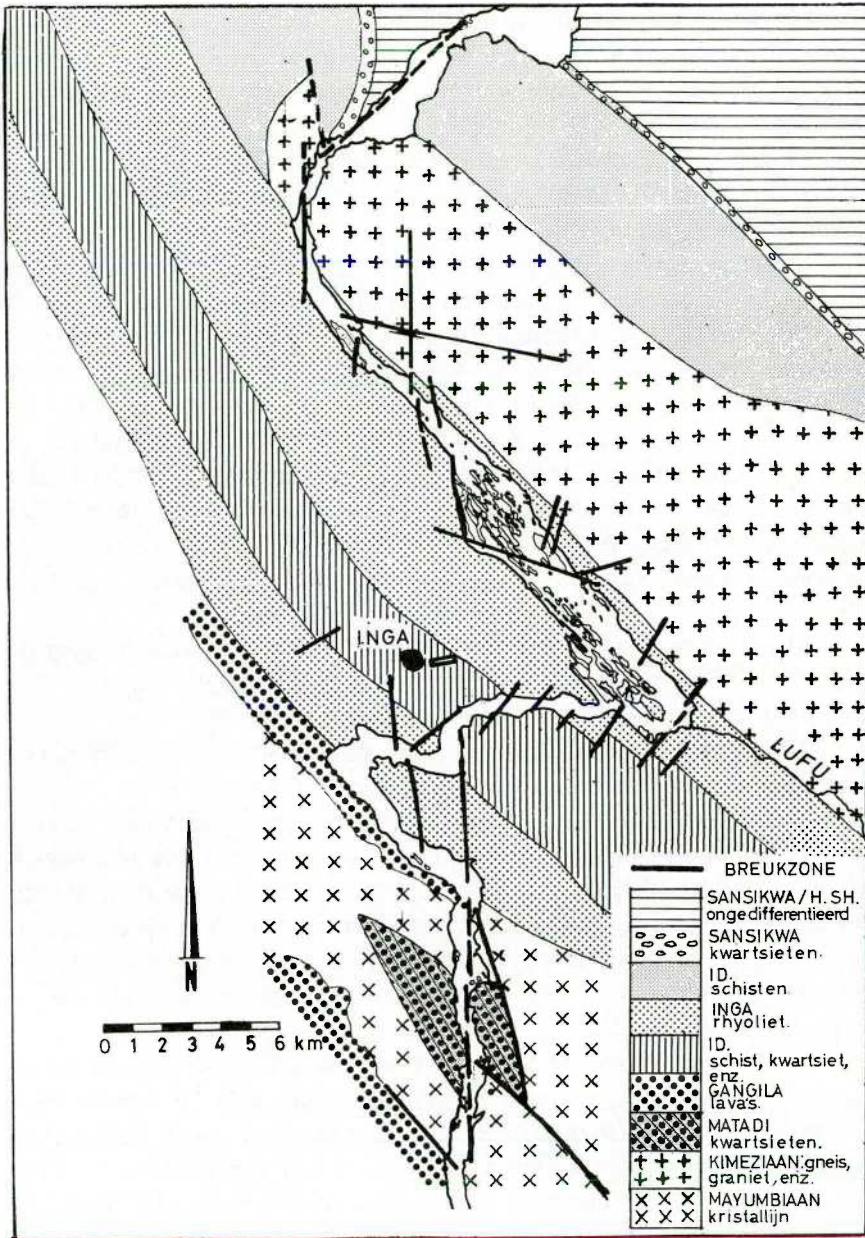 INGA
LUFU
N
0 1 2 3 4 5 6 km
BREUKZONE
SANSIKWA/H.SH.
ongedifferentieerd
SANSIKWA
kwartsieten.
ID.
schisten.
INGA
rhyoliet.
ID.
schist, kwartsiet,
enz.
GANGILA
lava's.
MATADI
kwartsieten.
KIMEZIAAN:gneis,
graniet, enz.
MAYUMBIAAN
kristallijn